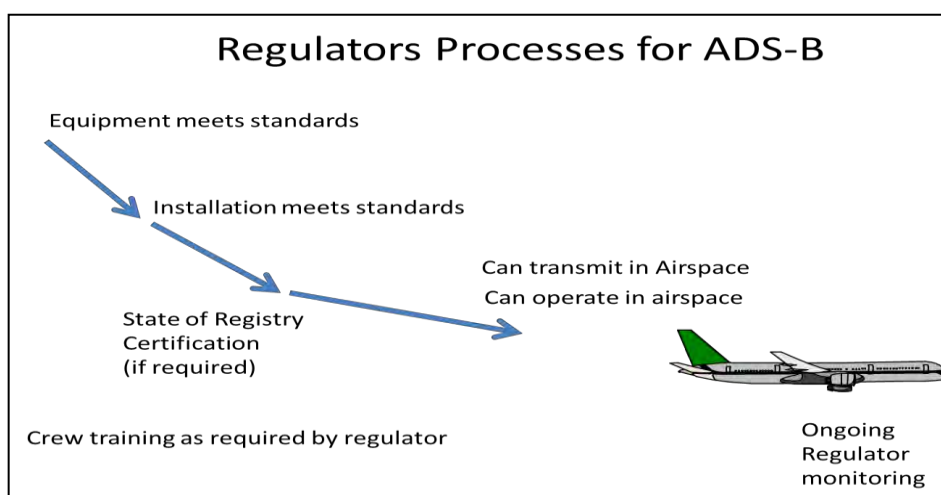 Regulators Processes for ADS-B
Equipment meets standards
Installation meets standards
Can transmit in Airspace
Can operate in airspace
State of Registry
Certification
(if required)
Crew training as required by regulator
Ongoing
Regulator
monitoring